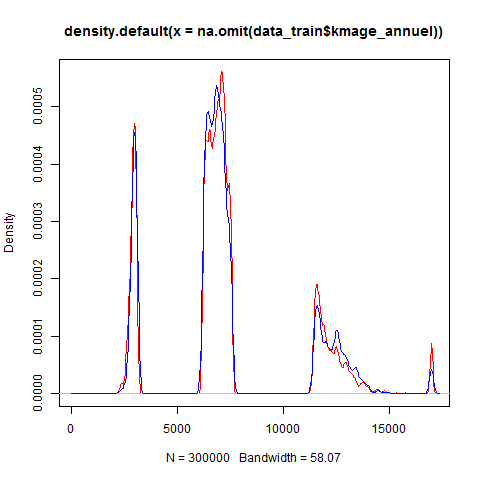 density.default(x = na.omit(data_train$kmage_annuel))
Density
0.0005
0.0004
0.0003
0.0002
0.0001
0.0000
0 5000 10000 15000
N = 300000 Bandwidth = 58.07